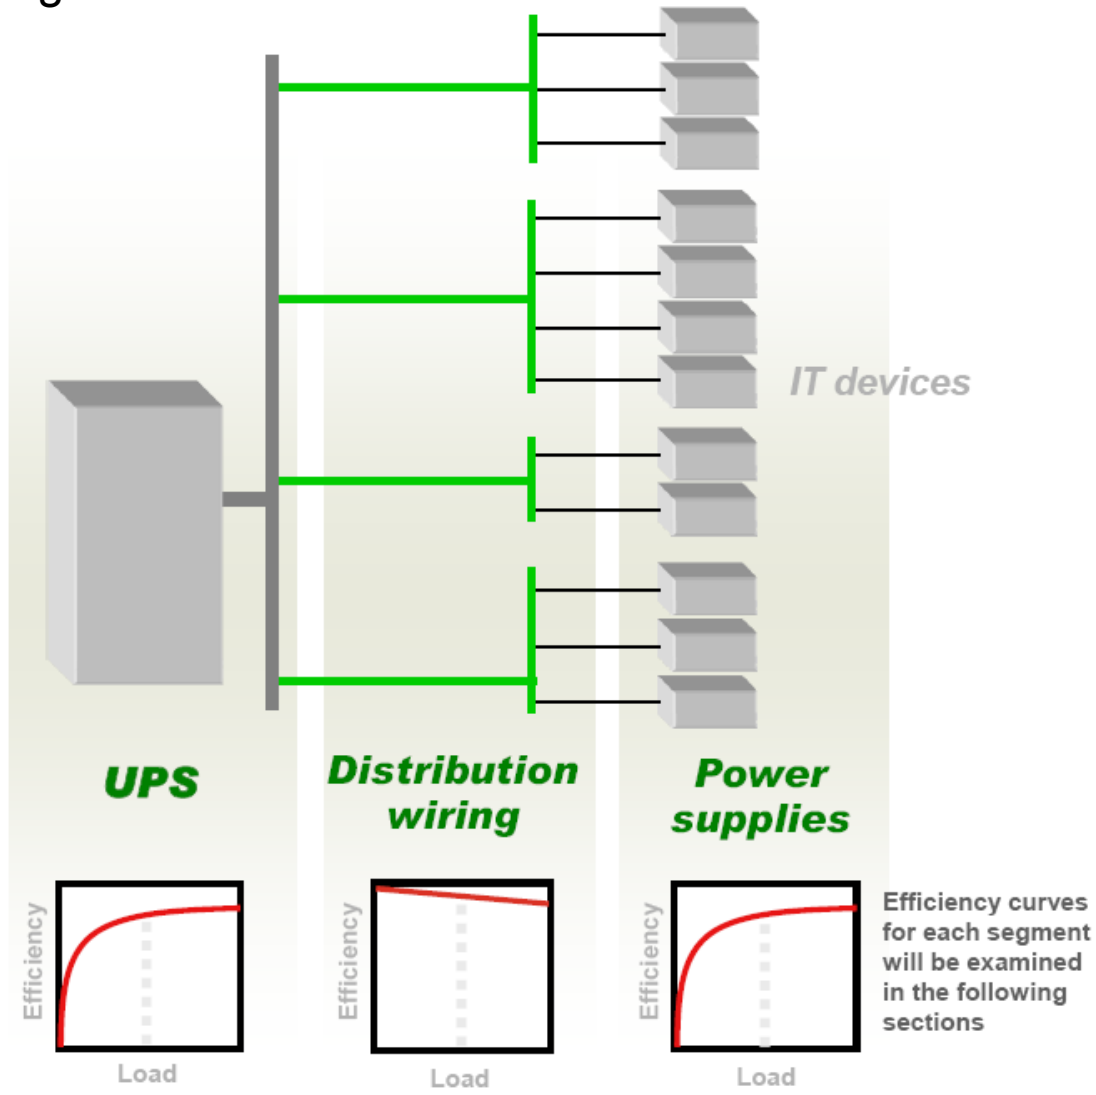 IT devices
UPS
Distribution
wiring
Power
supplies
Efficiency
Load
Efficiency
Load
Efficiency
Load
Efficiency curves
for each segment
will be examined
in the following
sections